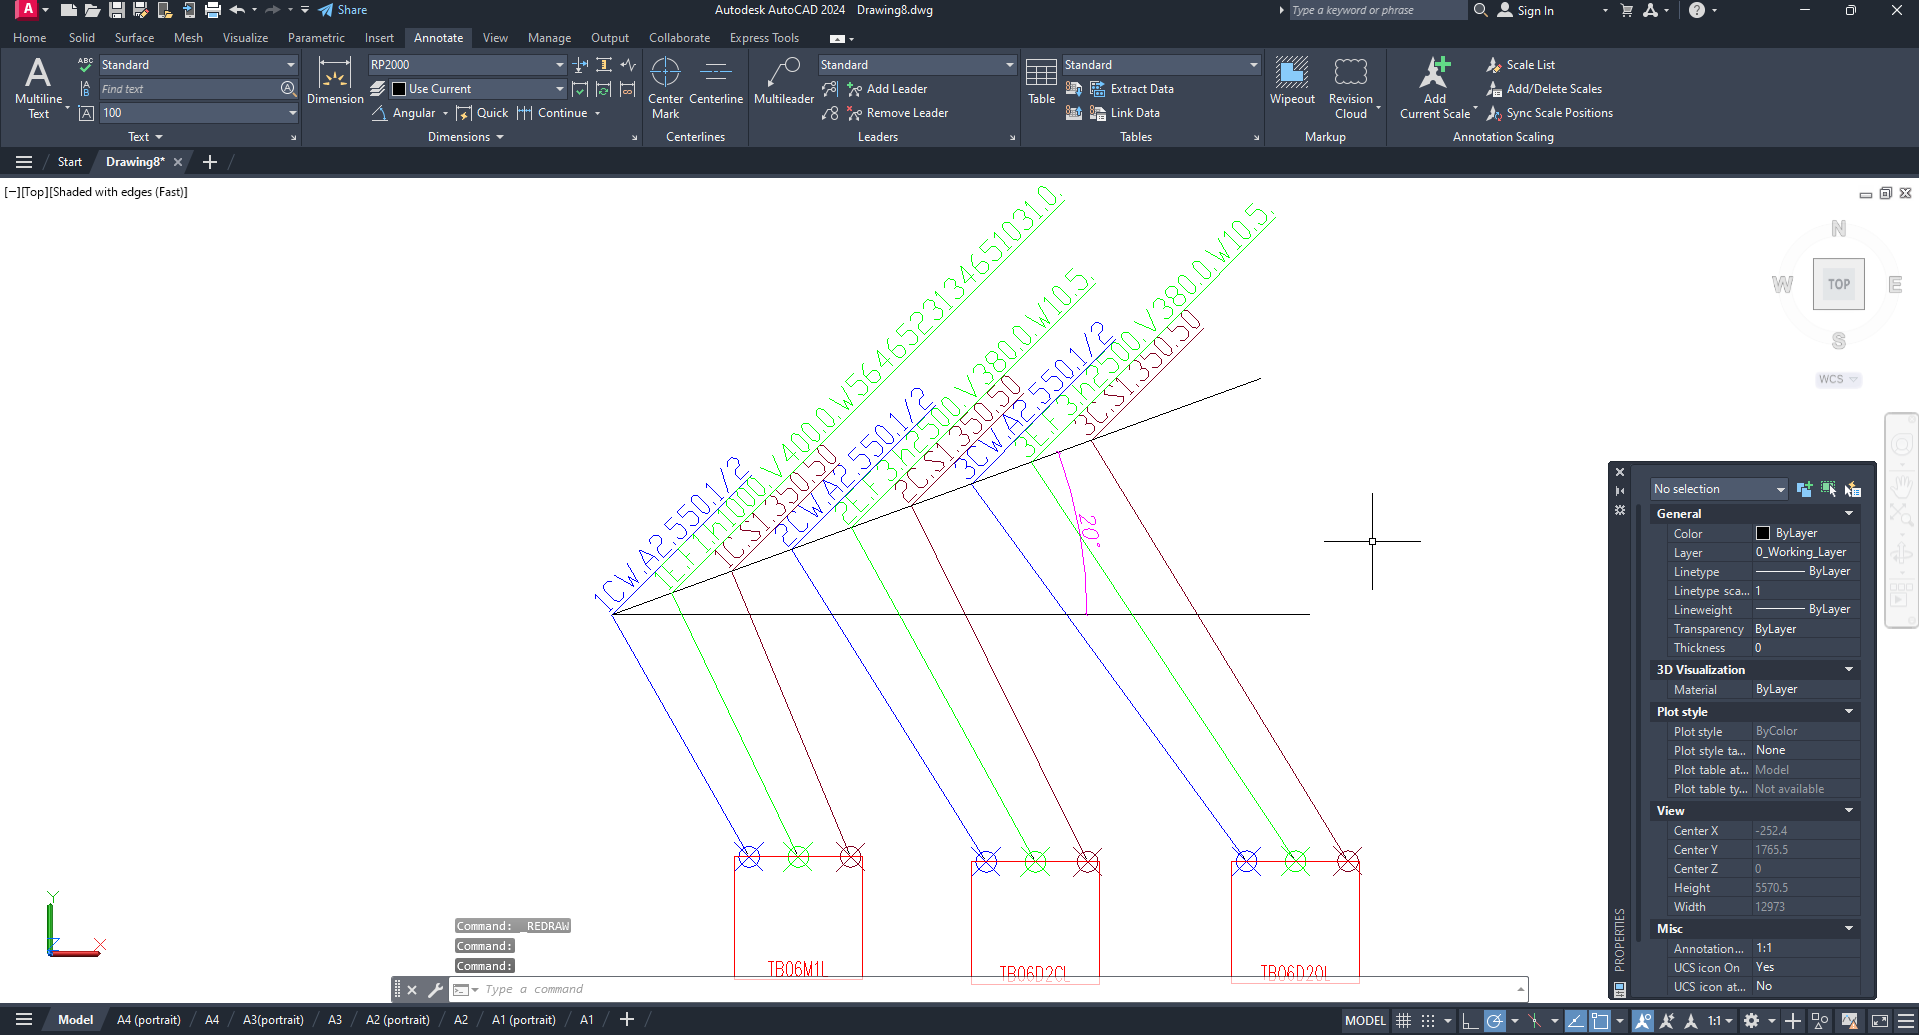 Share
Autodesk AutoCAD 2024 Drawing8.dwg
Type a keyword or phrase
Sign In
Home Solid Surface Mesh Visualize Parametric Insert Annotate View Manage Output Collaborate Express Tools
Multiline Text
ABC Standard
Find text
100
Text
Dimension
RP2000
Use Current
Angular Quick Continue
Dimensions
Center Mark
Centerline
Centerlines
Multileader
Standard
Add Leader
Remove Leader
Leaders
Table
Standard
Extract Data
Link Data
Tables
Wipeout
Revision Cloud
Markup
Add Current Scale
Scale List
Add/Delete Scales
Sync Scale Positions
Annotation Scaling
Start Drawing8*
[−][Top][Shaded with edges (Fast)]
N
W TOP E
S
WCS
1CW.A2.550.1/2
1E.F1.h1000.v400.0.w564652313465 1031.0.
1C.S1.350.50
2CW.A2.550.1/2
2E.F3.h2500.v380.0.w10.5.
2C.S1.350.50
3CW.A2.550.1/2
3E.F3.h2500.v380.0.w10.5.
3C.S1.350.50
20°
TB06M1L
TB06D2CL
TB06D20L
Y
X
Z
Command: _REDRAW
Command:
Command:
Type a command
PROPERTIES
No selection
General
Color ByLayer
Layer 0_Working_Layer
Linetype ByLayer
Linetype sca... 1
Lineweight ByLayer
Transparency ByLayer
Thickness 0
3D Visualization
Material ByLayer
Plot style
Plot style ByColor
Plot style ta... None
Plot table at... Model
Plot table ty... Not available
View
Center X -252.4
Center Y 1765.5
Center Z 0
Height 5570.5
Width 12973
Misc
Annotation... 1:1
UCS icon On Yes
UCS icon at... No
Model A4 (portrait) A4 A3(portrait) A3 A2 (portrait) A2 A1 (portrait) A1
MODEL 1:1